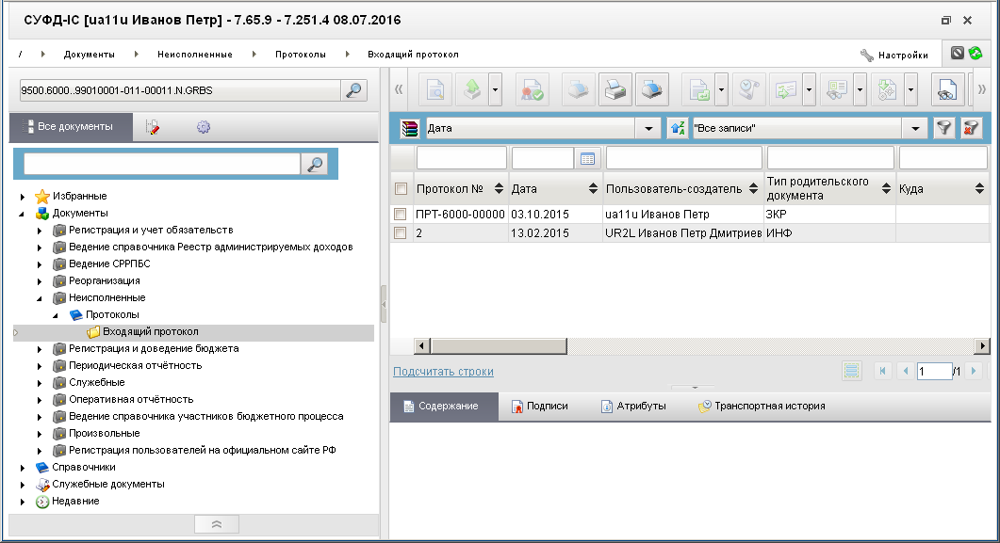 СУФД-IC [ua11u Иванов Петр] - 7.65.9 - 7.251.4 08.07.2016
/ Документы Неисполненные Протоколы Входящий протокол
Настройки
9500.6000..99010001-011-00011.N.GRBS
Все документы
Избранные
Документы
Регистрация и учет обязательств
Ведение справочника Реестр администрируемых доходов
Ведение СРРПБС
Реорганизация
Неисполненные
Протоколы
Входящий протокол
Регистрация и доведение бюджета
Периодическая отчётность
Служебные
Оперативная отчётность
Ведение справочника участников бюджетного процесса
Произвольные
Регистрация пользователей на официальном сайте РФ
Справочники
Служебные документы
Недавние
Дата "Все записи"
Протокол № Дата Пользователь-создатель Тип родительского документа Куда
ПРТ-6000-00000 03.10.2015 ua11u Иванов Петр ЗКР
2 13.02.2015 UR2L Иванов Петр Дмитриев ИНФ
Подсчитать строки
1 /1
Содержание Подписи Атрибуты Транспортная история